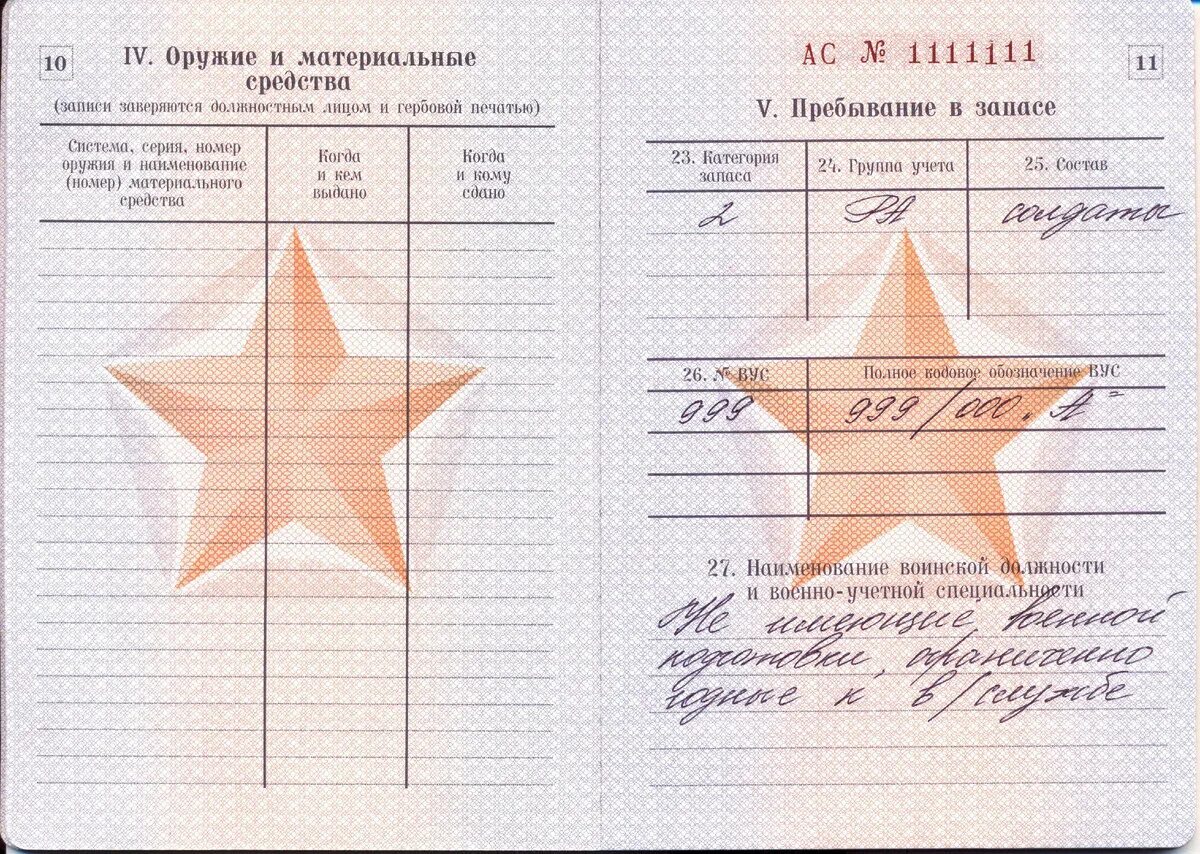 10
IV. Оружие и материальные
средства
(записи заверяются должностным лицом и гербовой печатью)
Система, серия, номер
оружия и наименование
(номер) материального
средства
Когда
и кем
выдано
Когда
и кому
сдано
АС № 1111111
11
V. Пребывание в запасе
23. Категория
запаса
24. Группа учета
25. Состав
2
РА
солдаты
26. № ВУС
Полное кодовое обозначение ВУС
999
999/000 „А"
27. Наименование воинской должности
и военно-учетной специальности
Не имеющие военной
подготовки, ограниченно
годные к в/службе